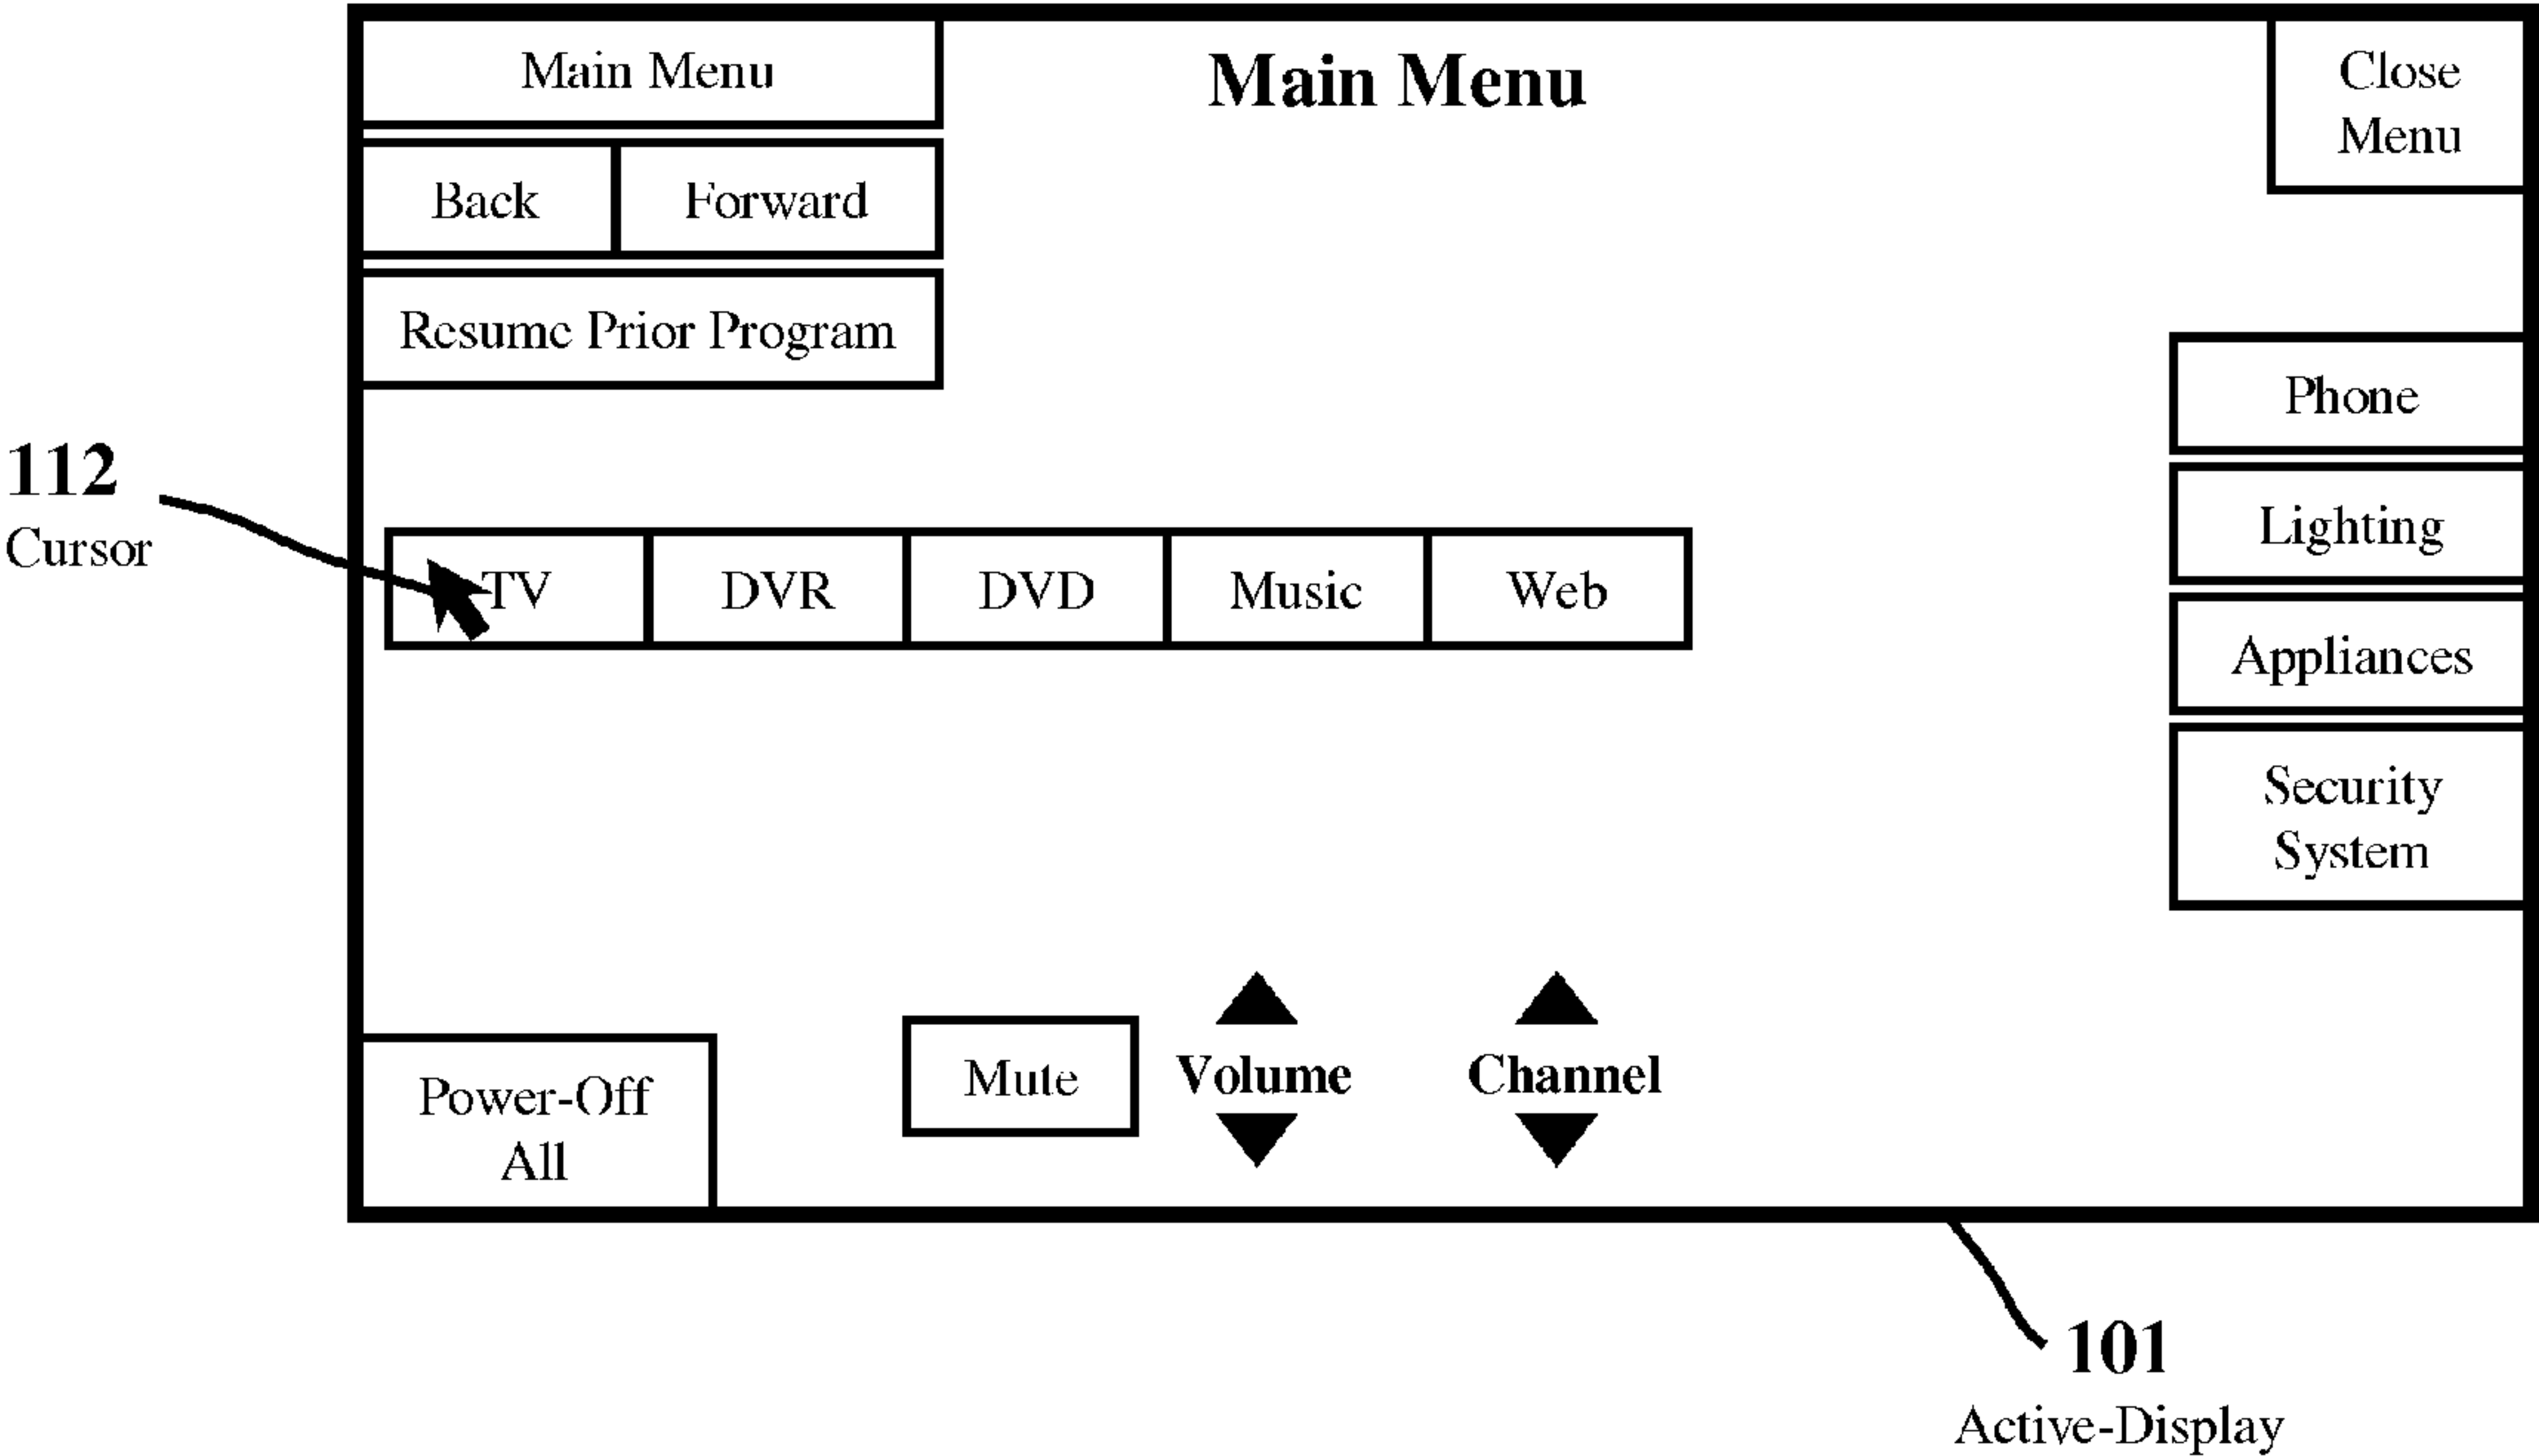 Main Menu
Main Menu
Close
Menu
Back
Forward
Resume Prior Program
Phone
112
Cursor
Lighting
TV
DVR
DVD
Music
Web
Appliances
Security
System
Power-Off
All
Mute
Volume
Channel
101
Active-Display